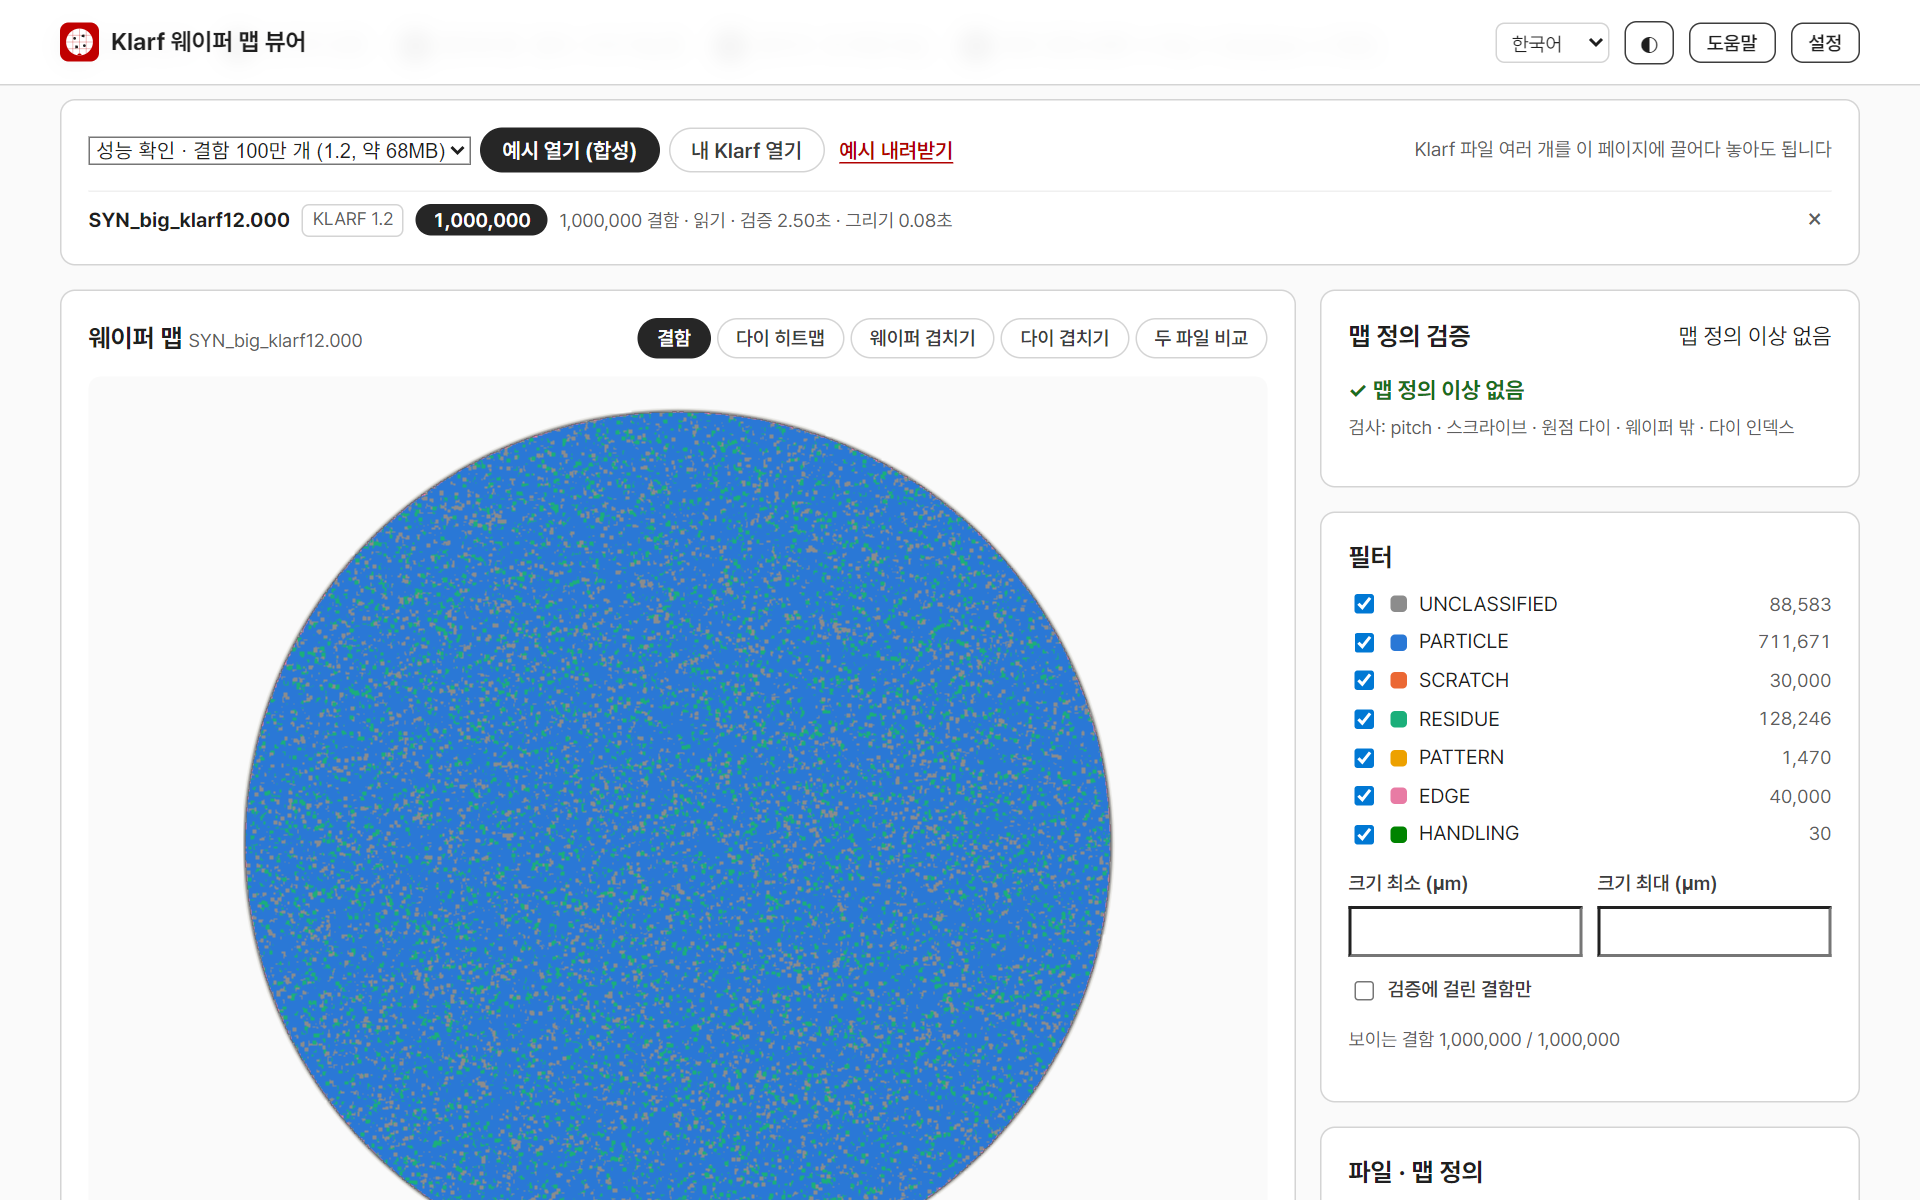 Klarf 웨이퍼 맵 뷰어
한국어
도움말
설정
성능 확인 · 결함 100만 개 (1.2, 약 68MB)
예시 열기 (합성)
내 Klarf 열기
예시 내려받기
Klarf 파일 여러 개를 이 페이지에 끌어다 놓아도 됩니다
SYN_big_klarf12.000
KLARF 1.2
1,000,000
1,000,000 결함 · 읽기 · 검증 2.50초 · 그리기 0.08초
×
웨이퍼 맵 SYN_big_klarf12.000
결함
다이 히트맵
웨이퍼 겹치기
다이 겹치기
두 파일 비교
맵 정의 검증
맵 정의 이상 없음
✓ 맵 정의 이상 없음
검사: pitch · 스크라이브 · 원점 다이 · 웨이퍼 밖 · 다이 인덱스
필터
UNCLASSIFIED 88,583
PARTICLE 711,671
SCRATCH 30,000
RESIDUE 128,246
PATTERN 1,470
EDGE 40,000
HANDLING 30
크기 최소 (μm)
크기 최대 (μm)
검증에 걸린 결함만
보이는 결함 1,000,000 / 1,000,000
파일 · 맵 정의